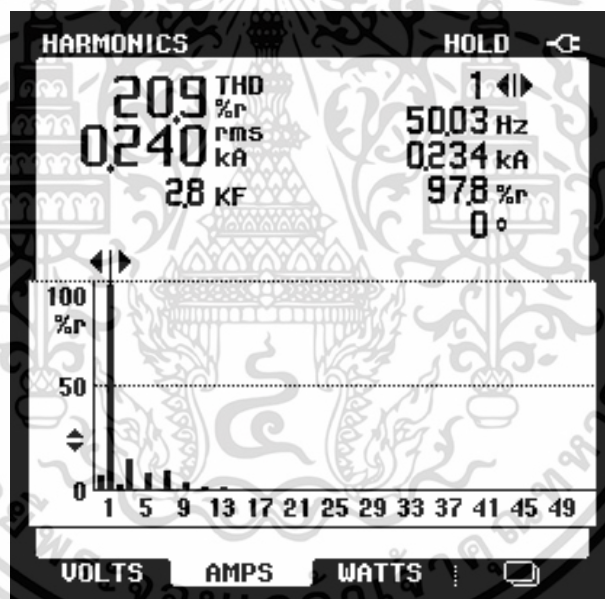 HARMONICS HOLD
20.9 THD %r
0.240 rms kA
2.8 KF
1
50.03 Hz
0.234 kA
97.8 %r
0 °
100
%r
50
0
1 5 9 13 17 21 25 29 33 37 41 45 49
VOLTS AMPS WATTS